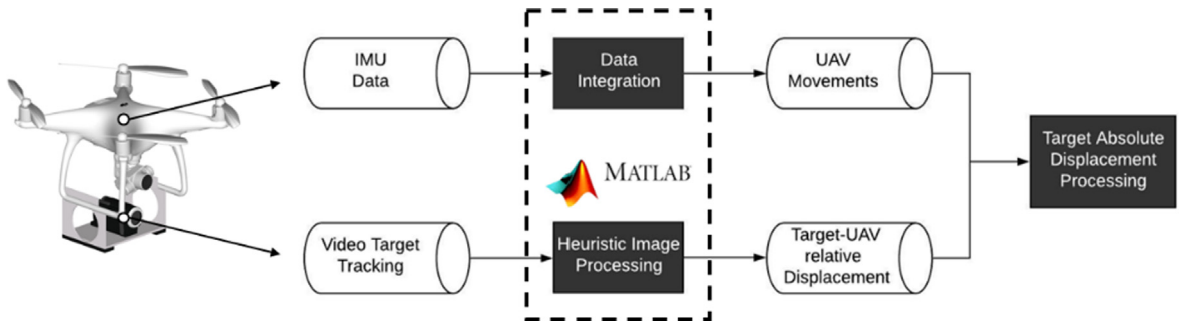 IMU
Data
Data
Integration
UAV
Movements
Target Absolute
Displacement
Processing
MATLAB
Video Target
Tracking
Heuristic Image
Processing
Target-UAV
relative
Displacement